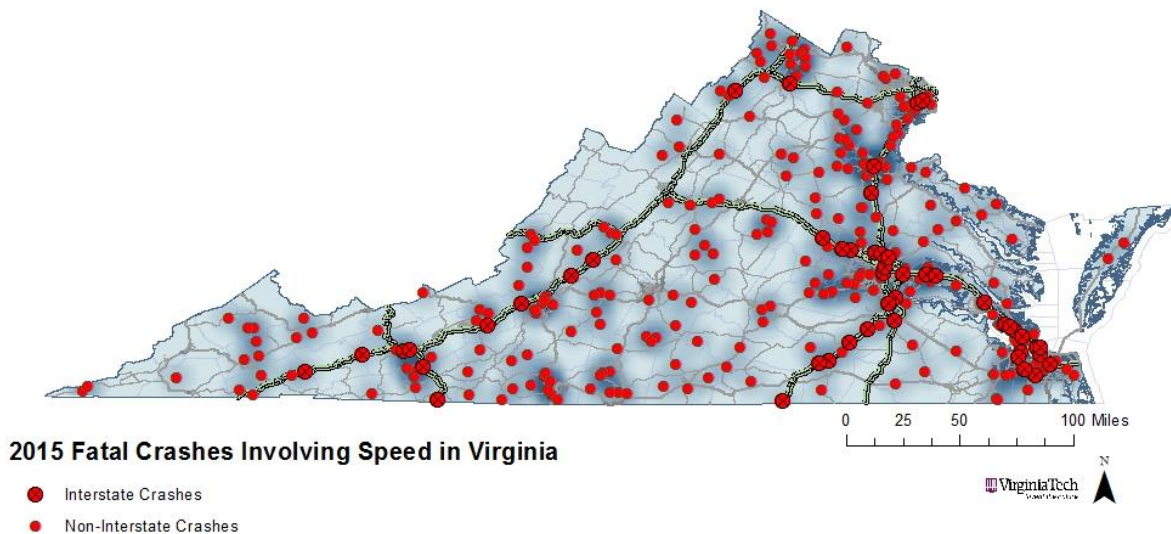 0 25 50 100 Miles
2015 Fatal Crashes Involving Speed in Virginia
Interstate Crashes
Non-Interstate Crashes
VirginiaTech
N